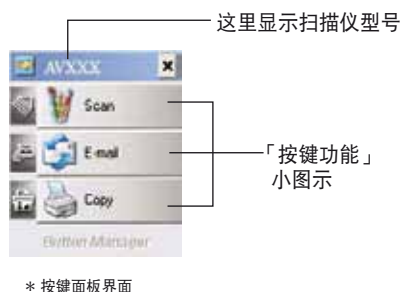 这里显示扫描仪型号
AVXXX
Scan
E-mail
Copy
「按键功能」
小图示
Button Manager
* 按键面板界面